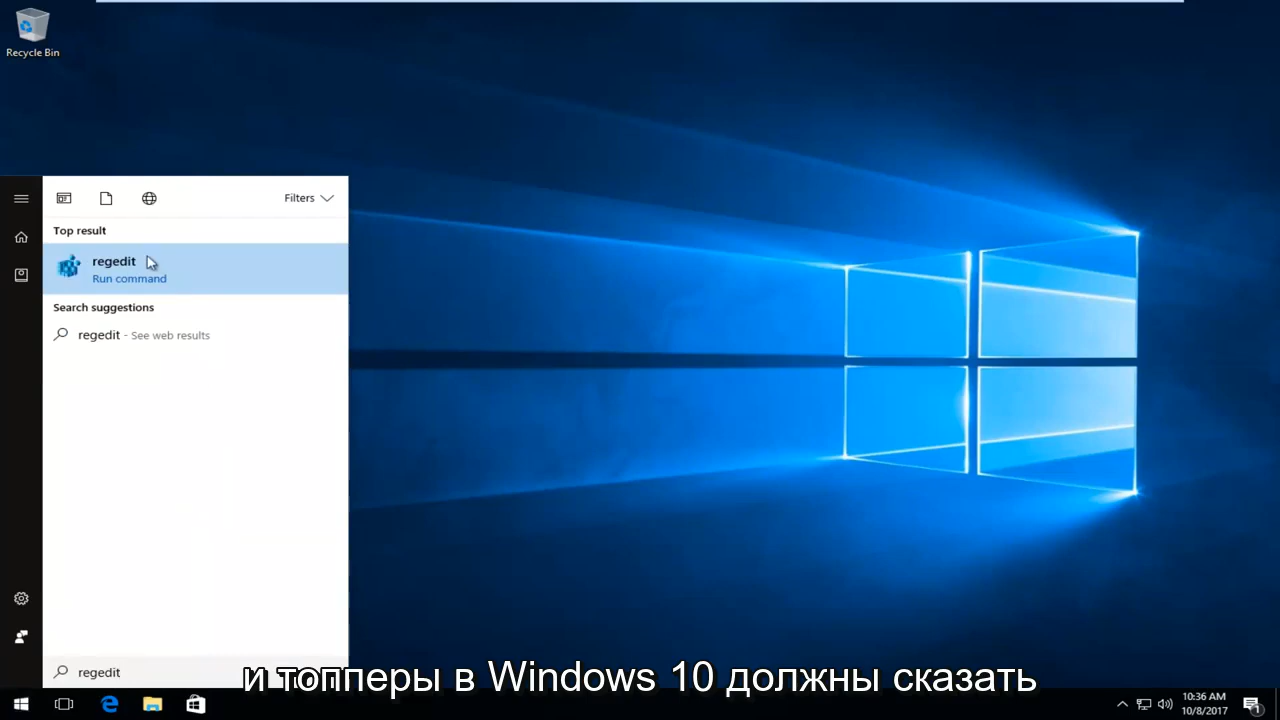 Recycle Bin
Filters
Top result
regedit
Run command
Search suggestions
regedit - See web results
regedit
и топперы в Windows 10 должны сказать
10:36 AM
10/8/2017
1